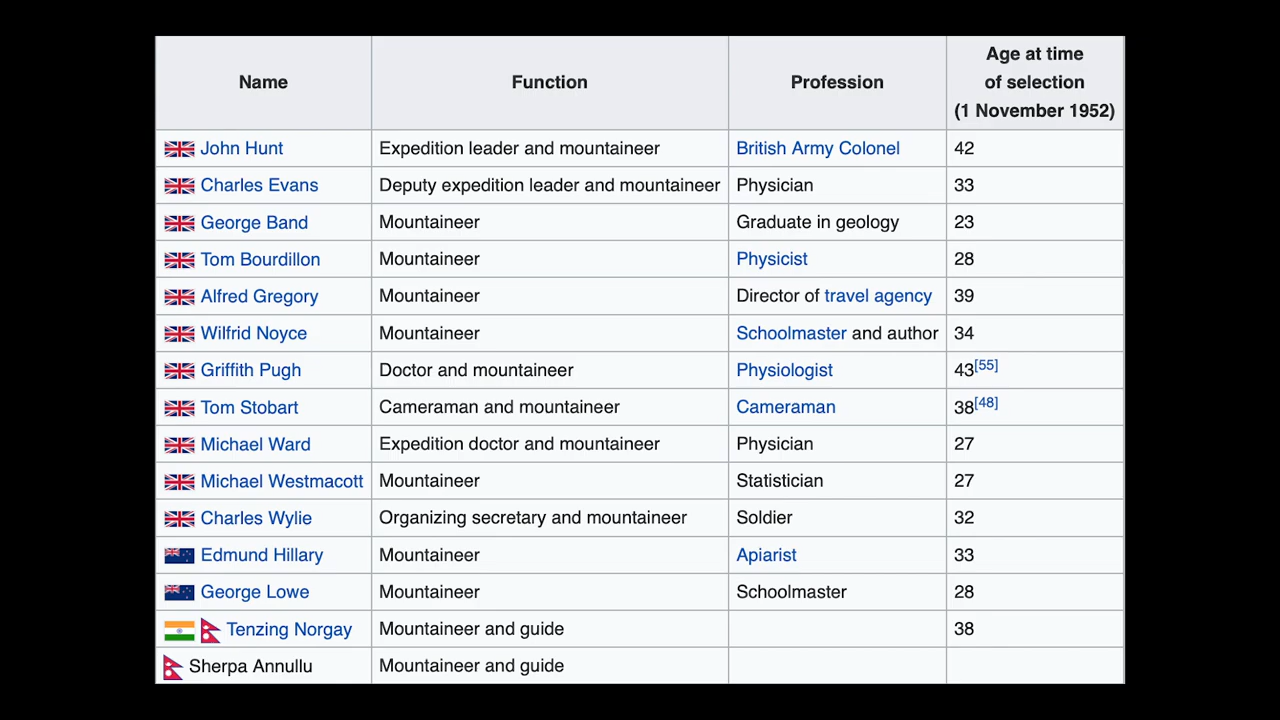 Name Function Profession Age at time
of selection
(1 November 1952)
John Hunt Expedition leader and mountaineer British Army Colonel 42
Charles Evans Deputy expedition leader and mountaineer Physician 33
George Band Mountaineer Graduate in geology 23
Tom Bourdillon Mountaineer Physicist 28
Alfred Gregory Mountaineer Director of travel agency 39
Wilfrid Noyce Mountaineer Schoolmaster and author 34
Griffith Pugh Doctor and mountaineer Physiologist 43[55]
Tom Stobart Cameraman and mountaineer Cameraman 38[48]
Michael Ward Expedition doctor and mountaineer Physician 27
Michael Westmacott Mountaineer Statistician 27
Charles Wylie Organizing secretary and mountaineer Soldier 32
Edmund Hillary Mountaineer Apiarist 33
George Lowe Mountaineer Schoolmaster 28
Tenzing Norgay Mountaineer and guide 38
Sherpa Annullu Mountaineer and guide